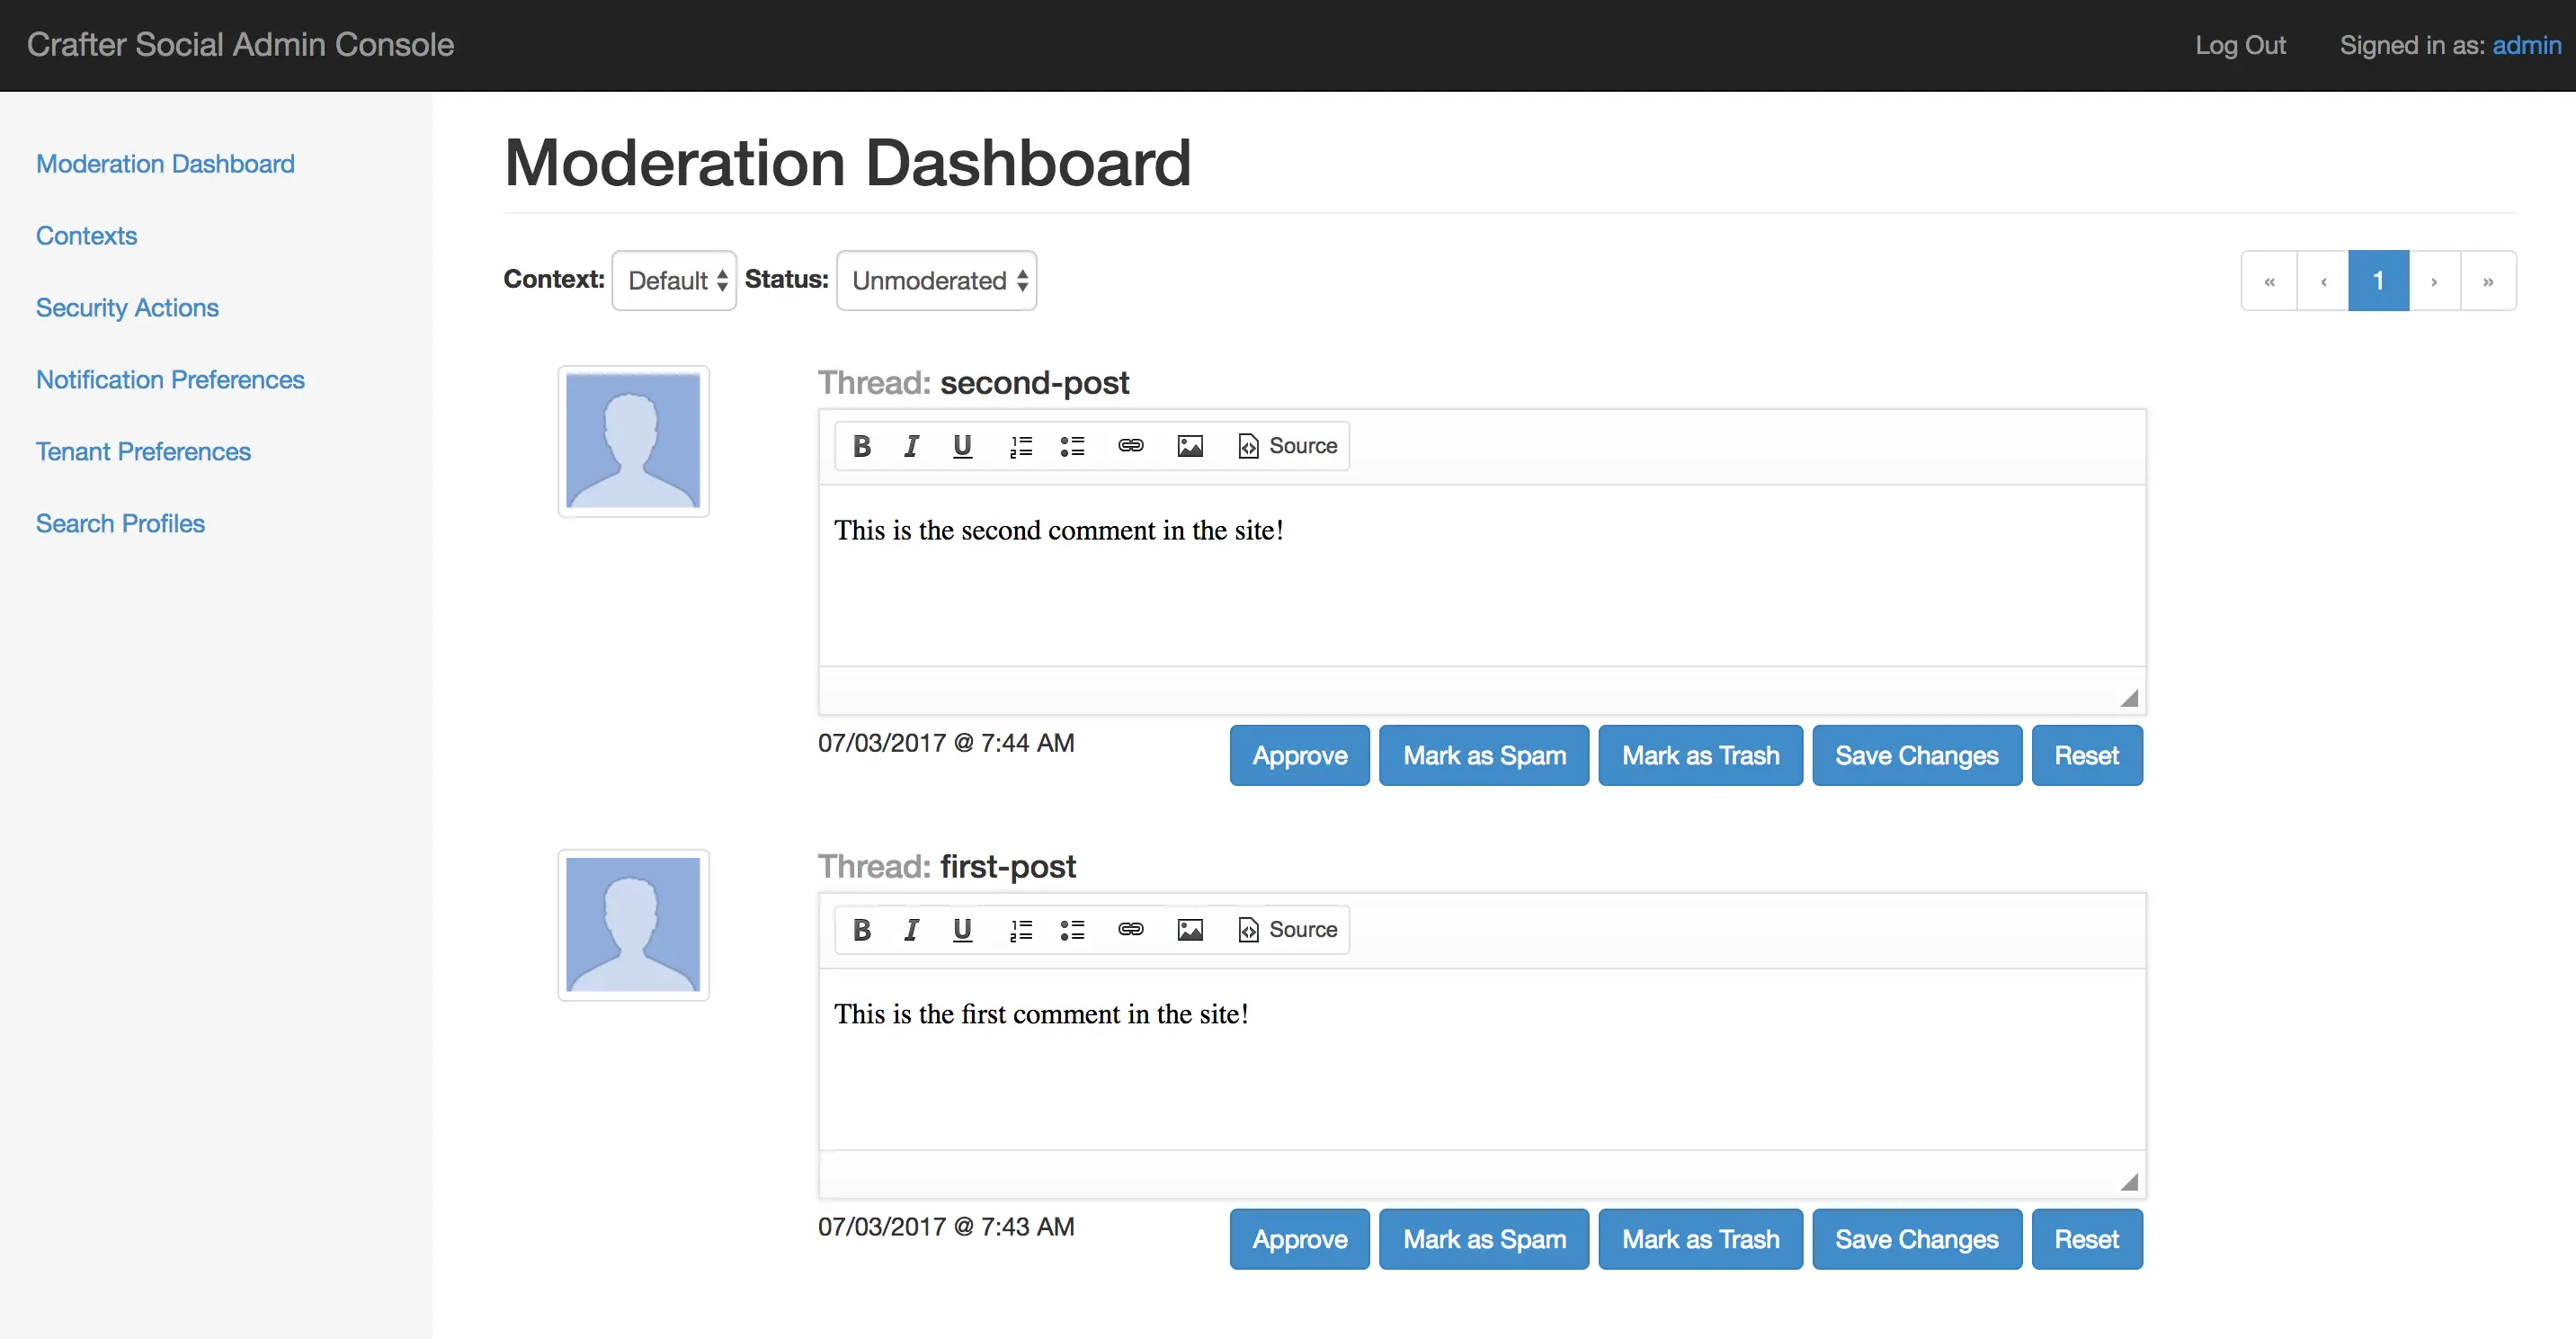 Crafter Social Admin Console Log Out Signed in as: admin
Moderation Dashboard
Contexts
Security Actions
Notification Preferences
Tenant Preferences
Search Profiles
Moderation Dashboard
Context: Default Status: Unmoderated « ‹ 1 › »
Thread: second-post
B I U Source
This is the second comment in the site!
07/03/2017 @ 7:44 AM Approve Mark as Spam Mark as Trash Save Changes Reset
Thread: first-post
B I U Source
This is the first comment in the site!
07/03/2017 @ 7:43 AM Approve Mark as Spam Mark as Trash Save Changes Reset